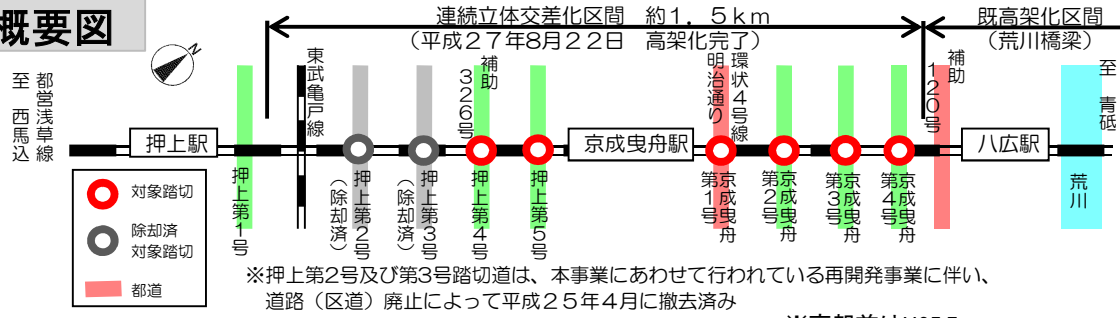 概要図
連続立体交差化区間 約1.5km
(平成27年8月22日 高架化完了)
既高架化区間
(荒川橋梁)
N
至 西馬込
都営浅草線
東武亀戸線
補助
326号
環状4号線
明治通り
補助
120号
至 青砥
押上駅
京成曳舟駅
八広駅
押上第1号
押上第2号
(除却済)
押上第3号
(除却済)
押上第4号
押上第5号
京成曳舟
第1号
京成曳舟
第2号
京成曳舟
第3号
京成曳舟
第4号
荒川
対象踏切
除却済
対象踏切
都道
※押上第2号及び第3号踏切道は、本事業にあわせて行われている再開発事業に伴い、
道路(区道)廃止によって平成25年4月に撤去済み